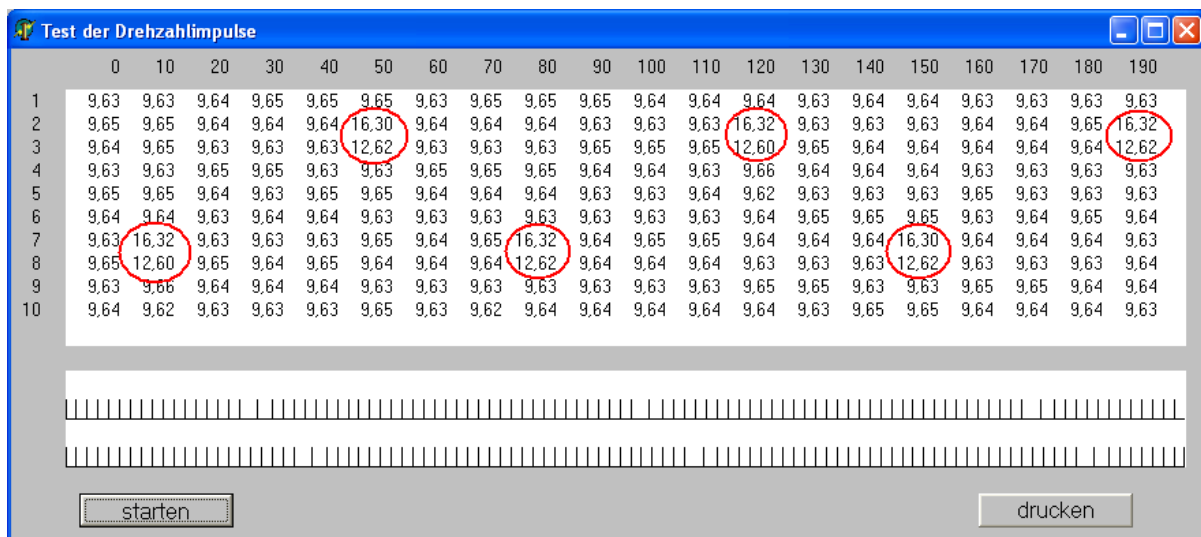 Test der Drehzahlimpulse
0 10 20 30 40 50 60 70 80 90 100 110 120 130 140 150 160 170 180 190
1 9,63 9,63 9,64 9,65 9,65 9,65 9,63 9,65 9,65 9,65 9,64 9,64 9,64 9,63 9,64 9,64 9,63 9,63 9,63 9,63
2 9,65 9,65 9,64 9,64 9,64 16,30 9,64 9,64 9,64 9,63 9,63 9,63 16,32 9,63 9,63 9,63 9,64 9,64 9,65 16,32
3 9,64 9,65 9,63 9,63 9,63 12,62 9,63 9,63 9,63 9,65 9,65 9,65 12,60 9,65 9,64 9,64 9,64 9,64 9,64 12,62
4 9,63 9,63 9,65 9,65 9,63 9,63 9,65 9,65 9,65 9,64 9,64 9,63 9,66 9,64 9,64 9,64 9,63 9,63 9,63 9,63
5 9,65 9,65 9,64 9,64 9,65 9,65 9,64 9,64 9,64 9,63 9,63 9,64 9,62 9,63 9,63 9,63 9,65 9,63 9,63 9,65
6 9,64 9,64 9,63 9,64 9,64 9,63 9,63 9,63 9,63 9,63 9,63 9,63 9,64 9,65 9,65 9,65 9,63 9,64 9,65 9,64
7 9,63 16,32 9,63 9,63 9,63 9,65 9,64 9,65 16,32 9,64 9,65 9,65 9,64 9,64 9,64 16,30 9,64 9,64 9,64 9,63
8 9,65 12,60 9,65 9,64 9,65 9,64 9,64 9,64 12,62 9,64 9,64 9,64 9,63 9,63 9,63 12,62 9,63 9,63 9,63 9,64
9 9,63 9,66 9,64 9,64 9,64 9,63 9,63 9,63 9,63 9,63 9,63 9,63 9,65 9,65 9,63 9,63 9,65 9,65 9,64 9,64
10 9,64 9,62 9,63 9,63 9,63 9,65 9,63 9,62 9,64 9,64 9,64 9,64 9,64 9,63 9,65 9,65 9,64 9,64 9,64 9,63
starten
drucken